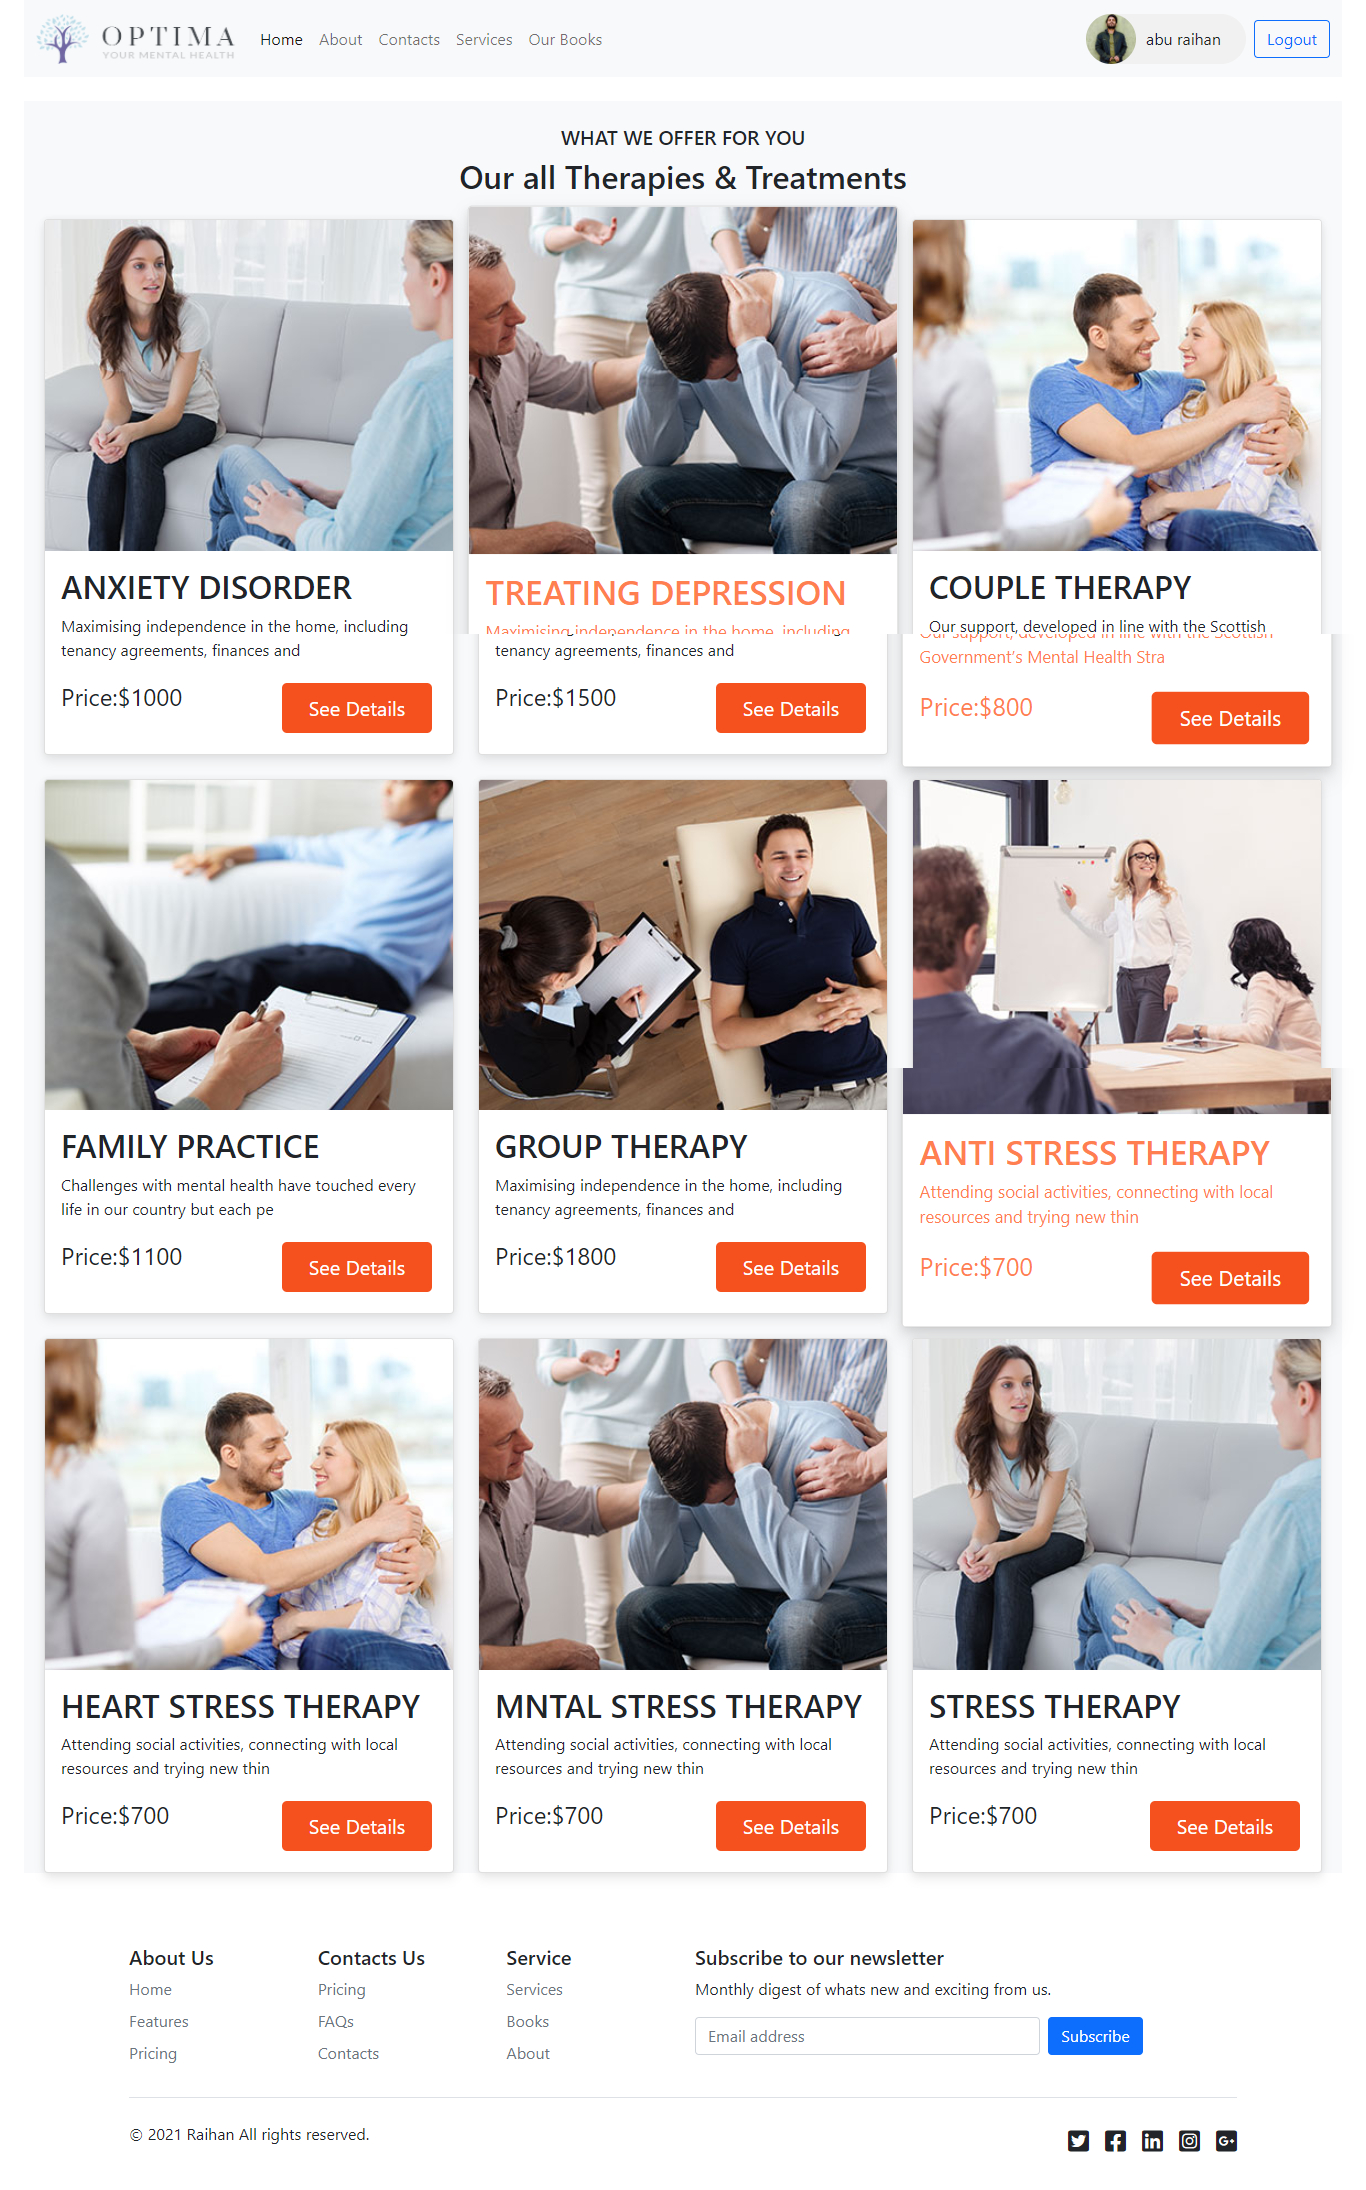 OPTIMA
YOUR MENTAL HEALTH
Home About Contacts Services Our Books
abu raihan
Logout
WHAT WE OFFER FOR YOU
Our all Therapies & Treatments
ANXIETY DISORDER
Maximising independence in the home, including
tenancy agreements, finances and
Price:$1000
See Details
TREATING DEPRESSION
Maximising independence in the home, including
tenancy agreements, finances and
Price:$1500
See Details
COUPLE THERAPY
Our support, developed in line with the Scottish
Our support, developed in line with the Scottish
Government's Mental Health Stra
Price:$800
See Details
FAMILY PRACTICE
Challenges with mental health have touched every
life in our country but each pe
Price:$1100
See Details
GROUP THERAPY
Maximising independence in the home, including
tenancy agreements, finances and
Price:$1800
See Details
ANTI STRESS THERAPY
Attending social activities, connecting with local
resources and trying new thin
Price:$700
See Details
HEART STRESS THERAPY
Attending social activities, connecting with local
resources and trying new thin
Price:$700
See Details
MNTAL STRESS THERAPY
Attending social activities, connecting with local
resources and trying new thin
Price:$700
See Details
STRESS THERAPY
Attending social activities, connecting with local
resources and trying new thin
Price:$700
See Details
About Us
Home
Features
Pricing
Contacts Us
Pricing
FAQs
Contacts
Service
Services
Books
About
Subscribe to our newsletter
Monthly digest of whats new and exciting from us.
Email address
Subscribe
© 2021 Raihan All rights reserved.